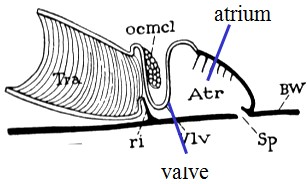 atrium
ocmcl
Tra
Atr
BW
ri
Vlv
Sp
valve